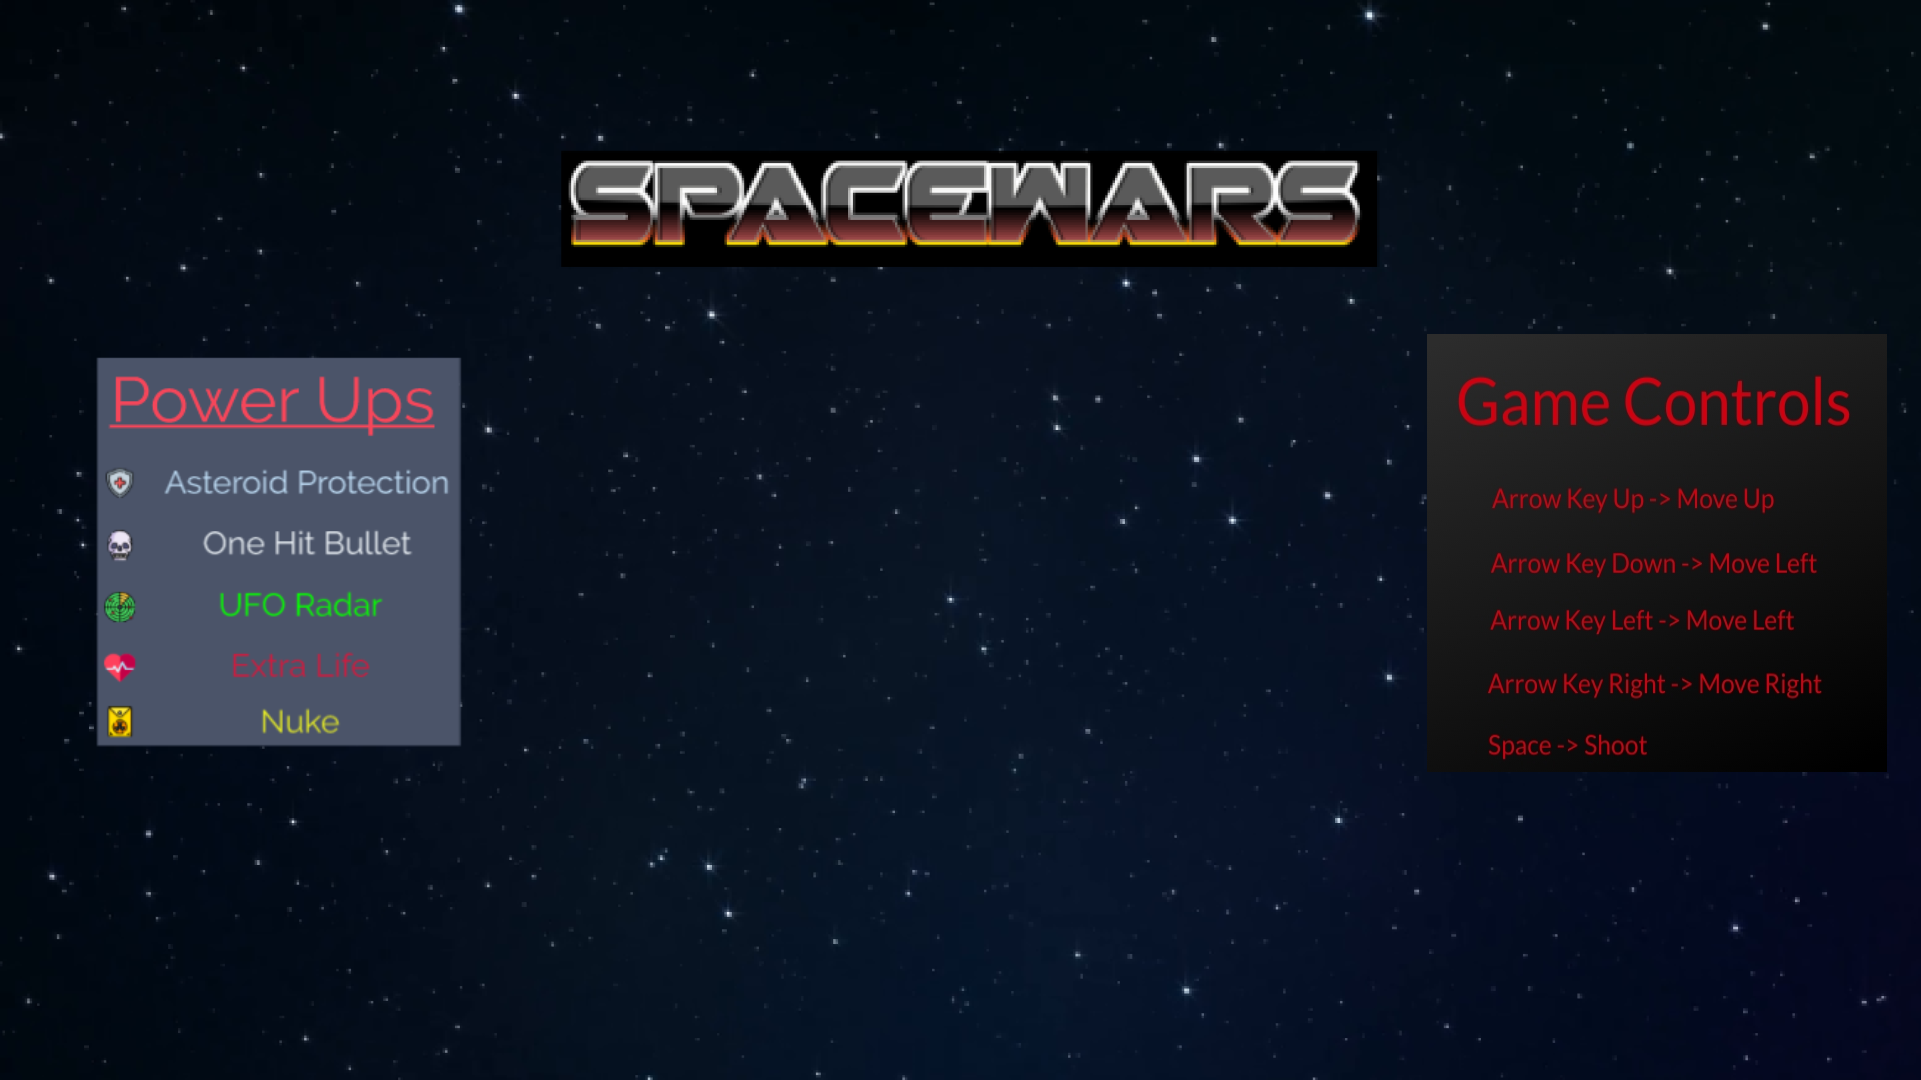 SPACEWARS
Power Ups
Asteroid Protection
One Hit Bullet
UFO Radar
Extra Life
Nuke
Game Controls
Arrow Key Up -> Move Up
Arrow Key Down -> Move Left
Arrow Key Left -> Move Left
Arrow Key Right -> Move Right
Space -> Shoot